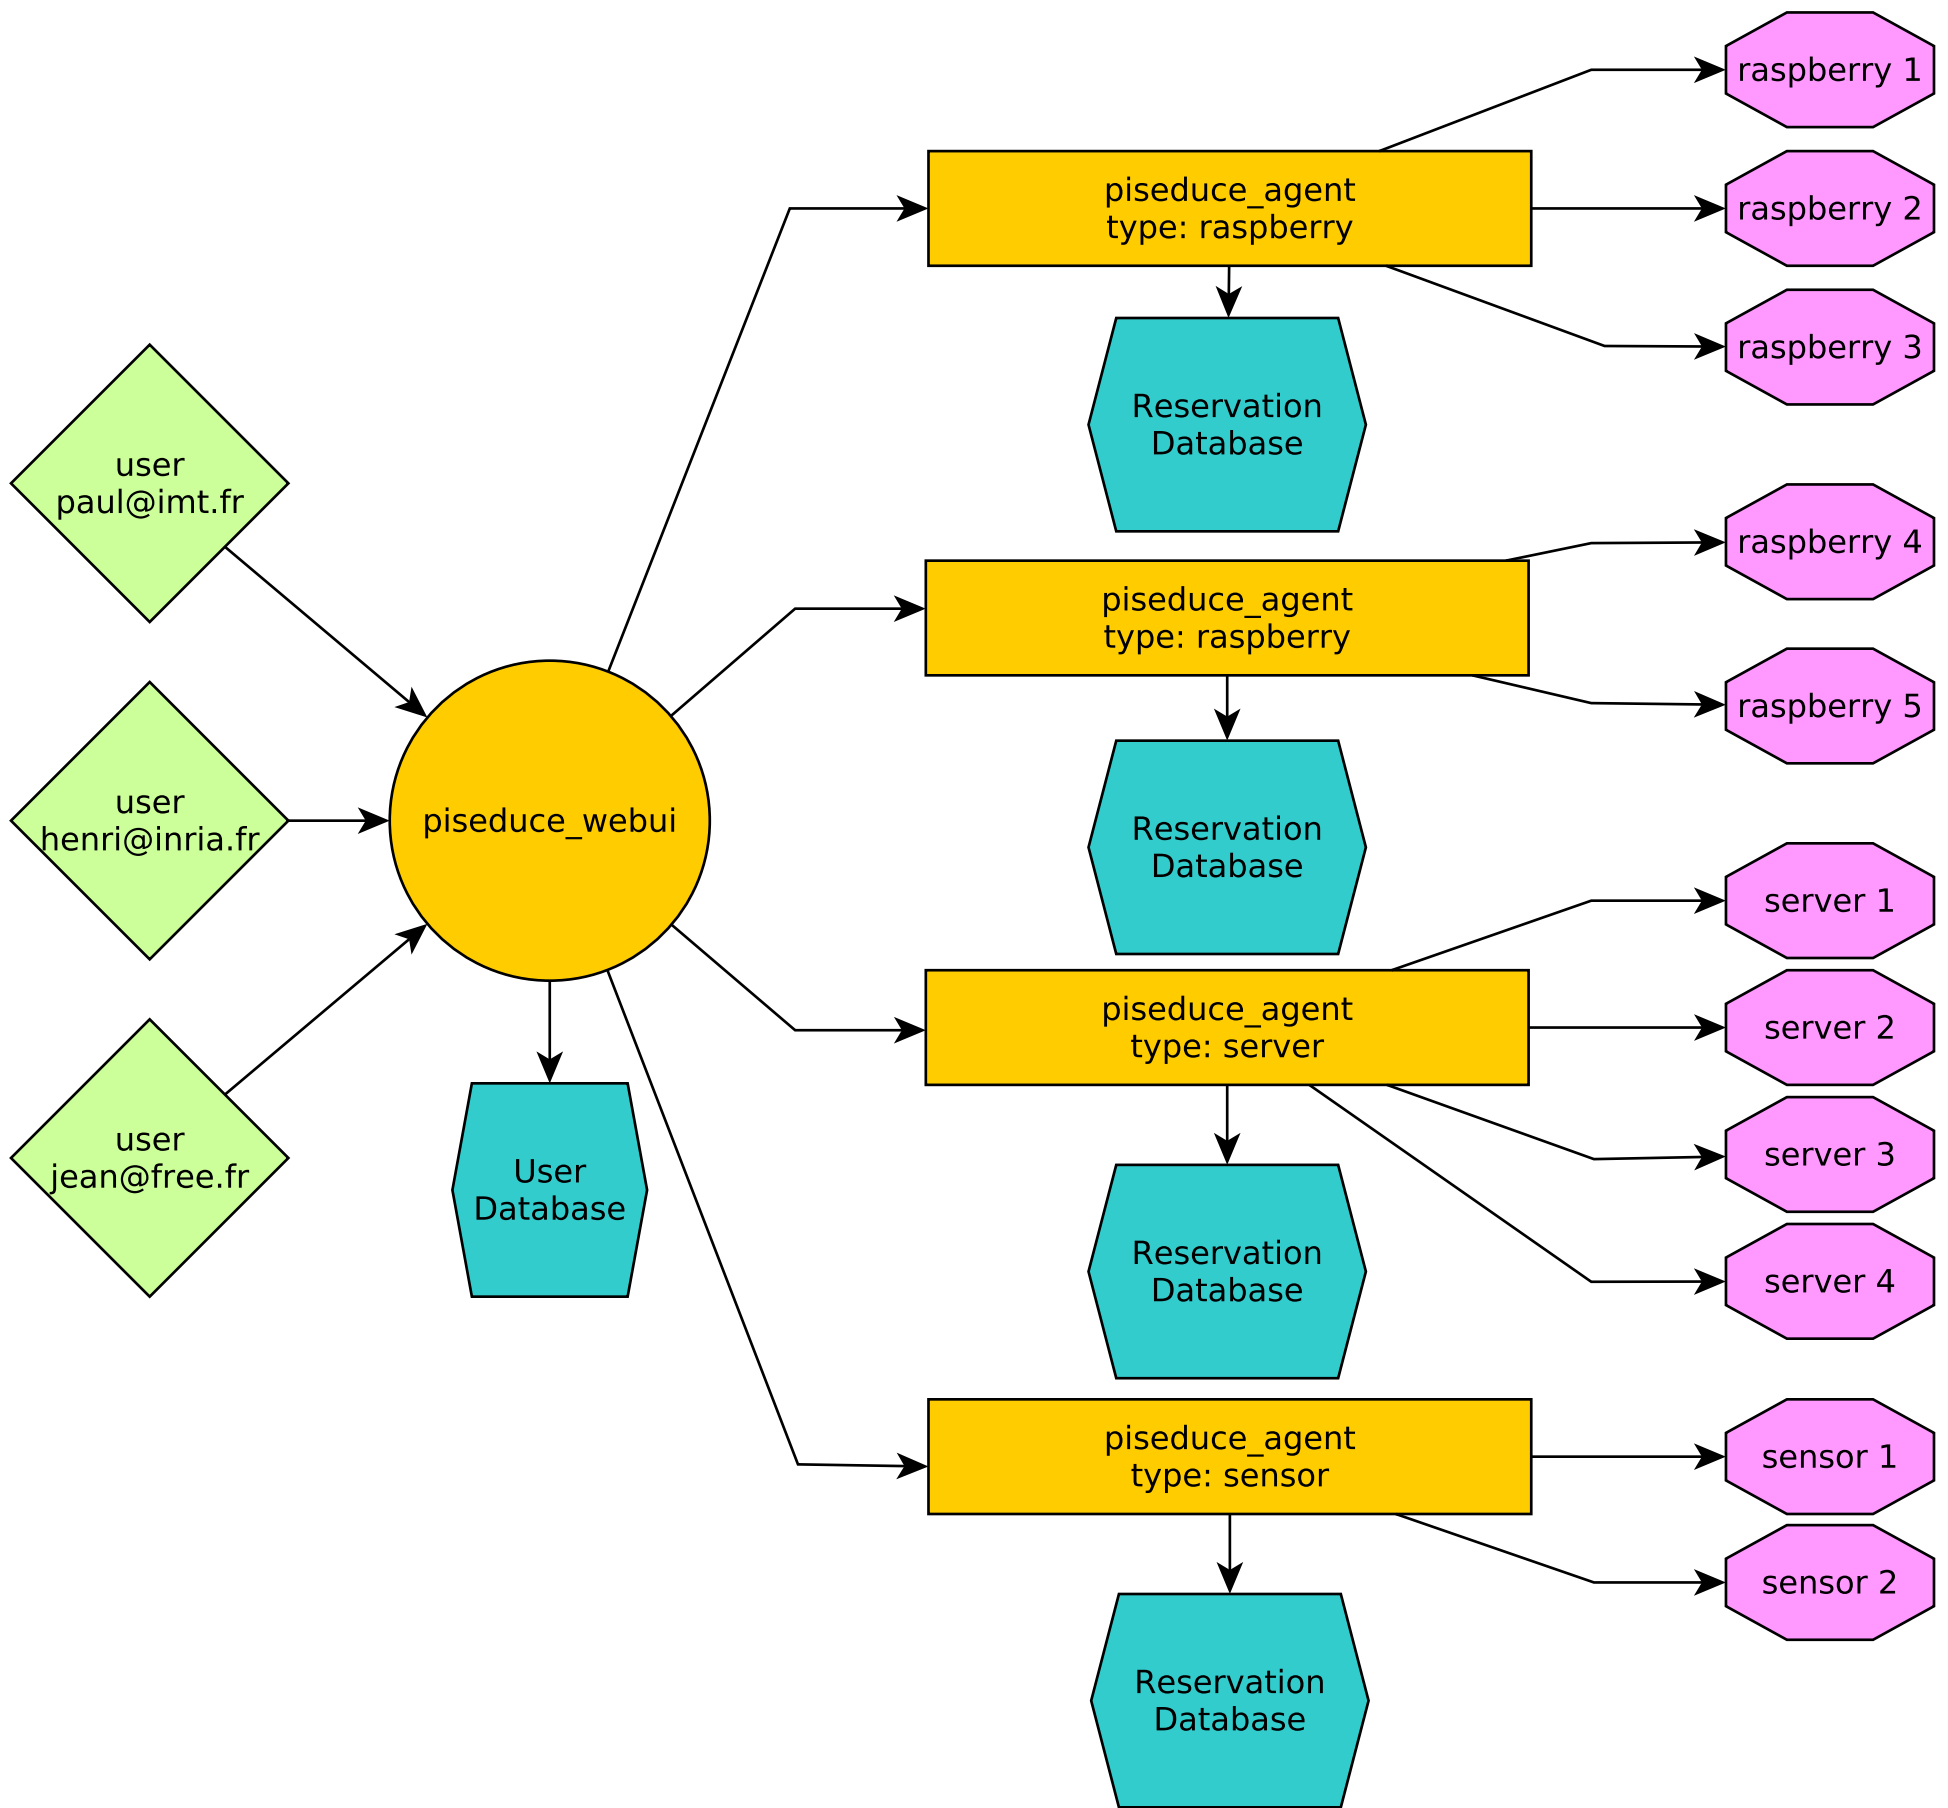 user
paul@imt.fr
user
henri@inria.fr
user
jean@free.fr
piseduce_webui
User
Database
piseduce_agent
type: raspberry
Reservation
Database
raspberry 1
raspberry 2
raspberry 3
piseduce_agent
type: raspberry
Reservation
Database
raspberry 4
raspberry 5
piseduce_agent
type: server
Reservation
Database
server 1
server 2
server 3
server 4
piseduce_agent
type: sensor
Reservation
Database
sensor 1
sensor 2